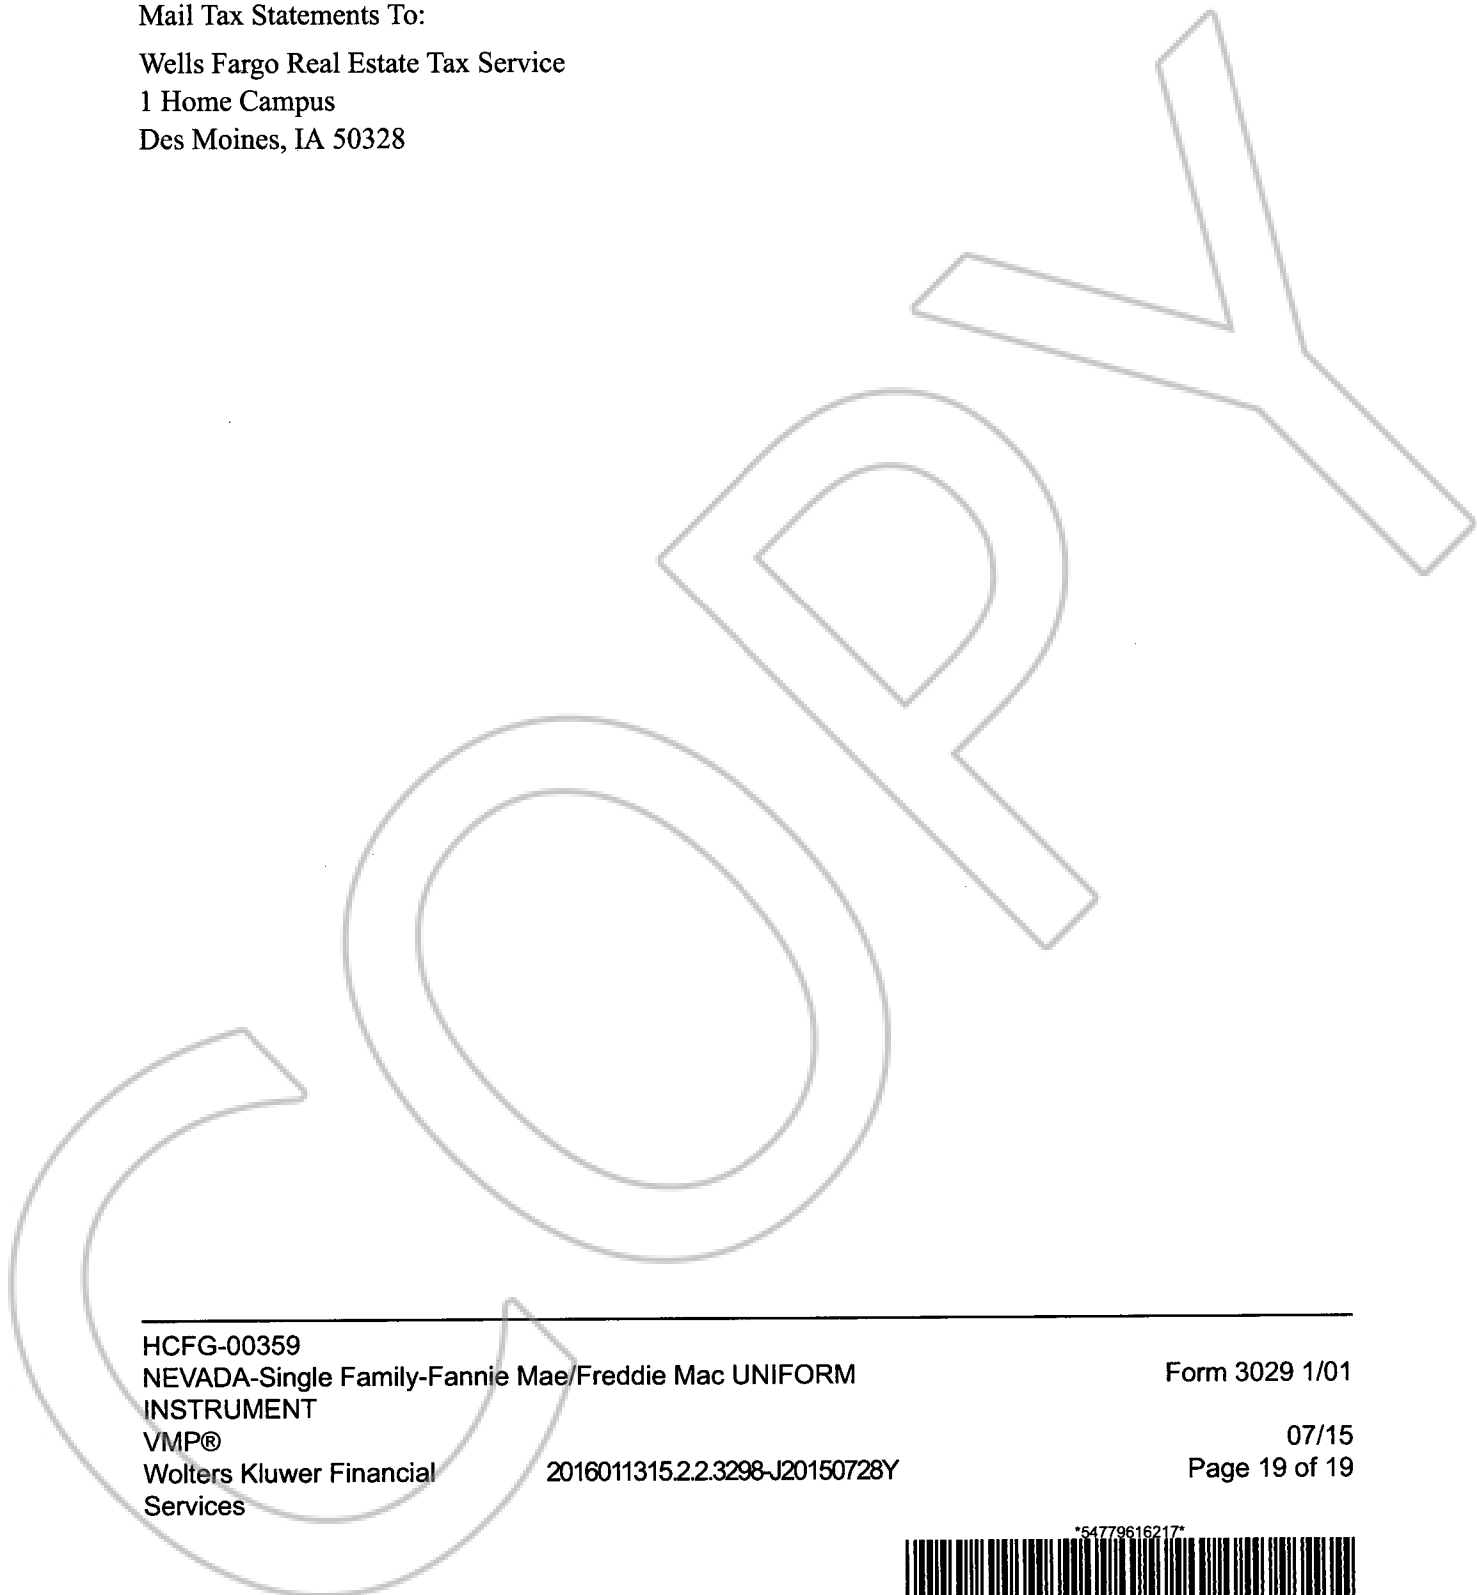 Mail Tax Statements To:
Wells Fargo Real Estate Tax Service
1 Home Campus
Des Moines, IA 50328
COPY
HCFG-00359
NEVADA-Single Family-Fannie Mae/Freddie Mac UNIFORM Form 3029 1/01
INSTRUMENT
VMP® 07/15
Wolters Kluwer Financial 2016011315.2.2.3298-J20150728Y Page 19 of 19
Services
*54779616217*